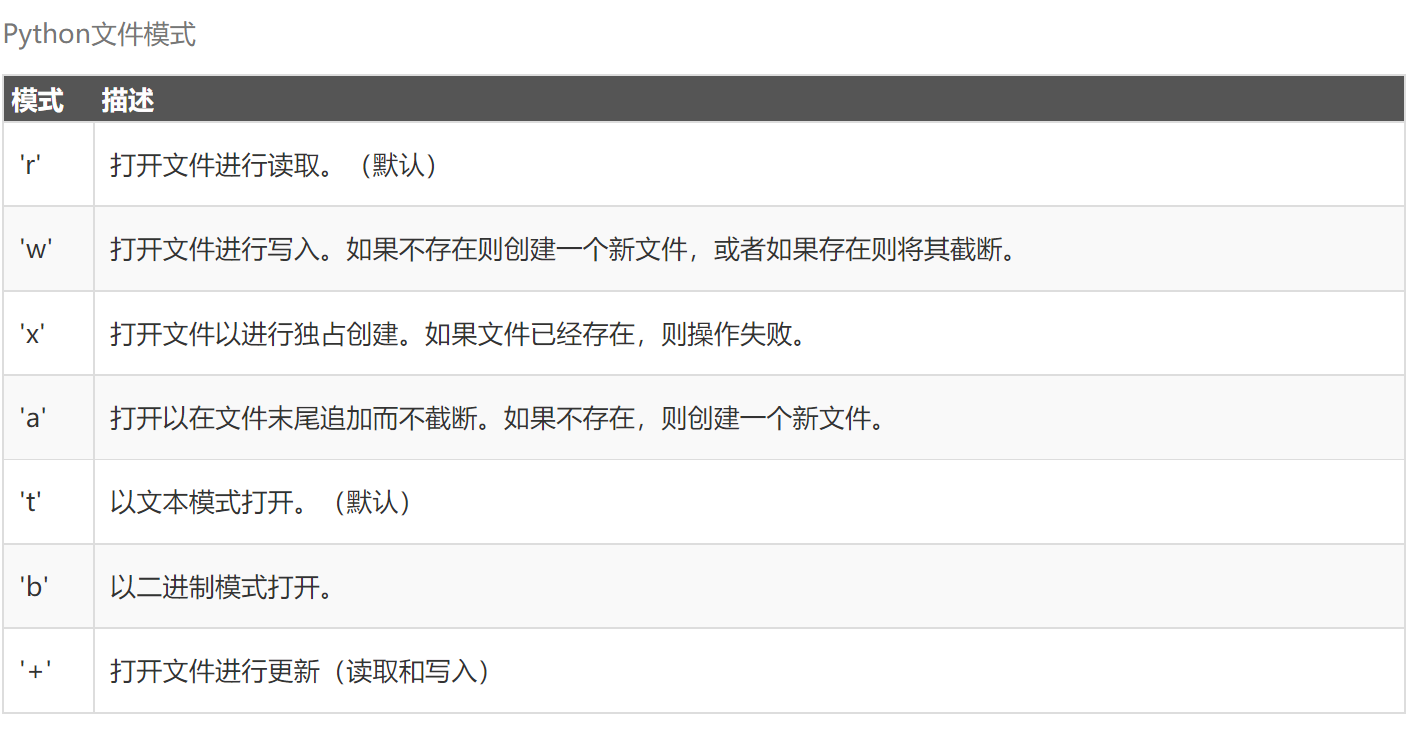 Python文件模式
模式 描述
'r' 打开文件进行读取。（默认）
'w' 打开文件进行写入。如果不存在则创建一个新文件，或者如果存在则将其截断。
'x' 打开文件以进行独占创建。如果文件已经存在，则操作失败。
'a' 打开以在文件末尾追加而不截断。如果不存在，则创建一个新文件。
't' 以文本模式打开。（默认）
'b' 以二进制模式打开。
'+' 打开文件进行更新（读取和写入）